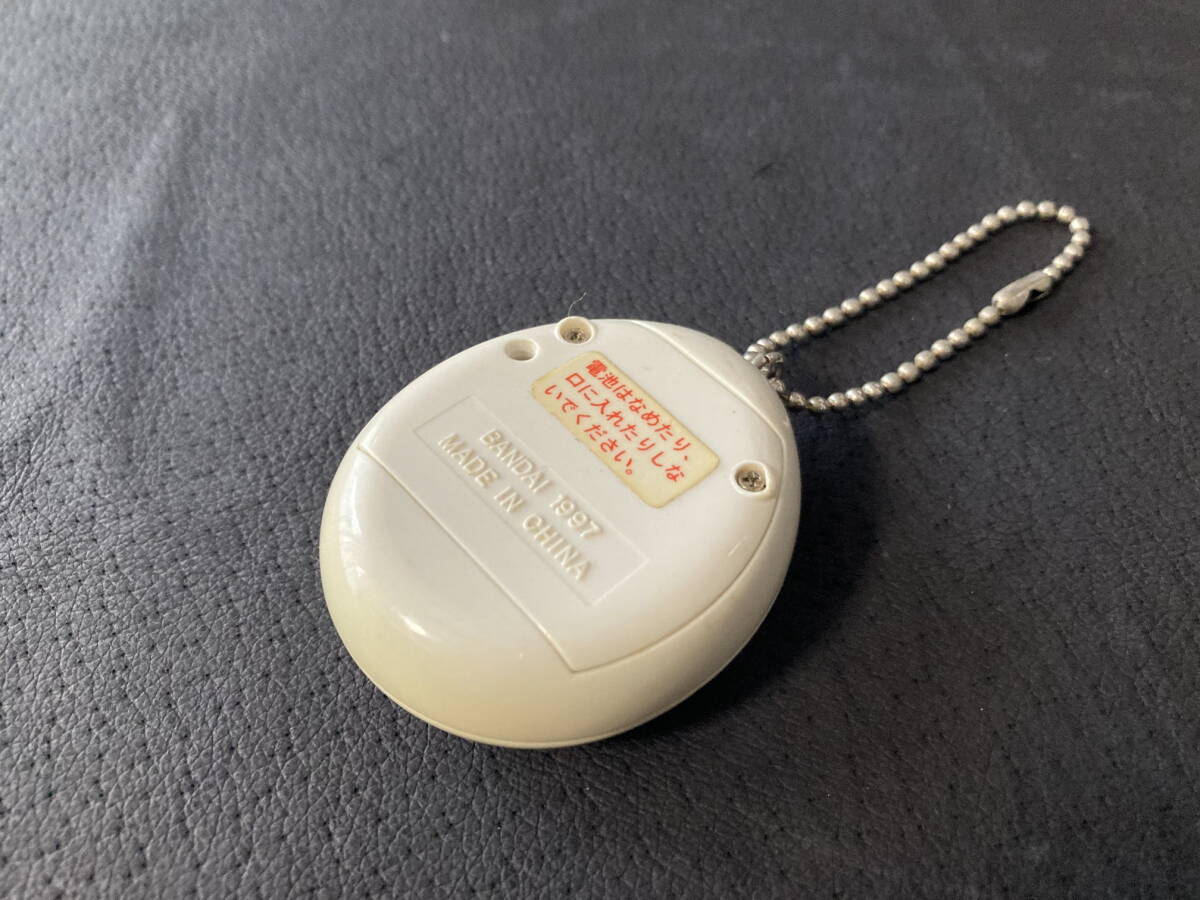 電池はなめたり、
口に入れたりしな
いでください。
BANDAI 1997
MADE IN CHINA